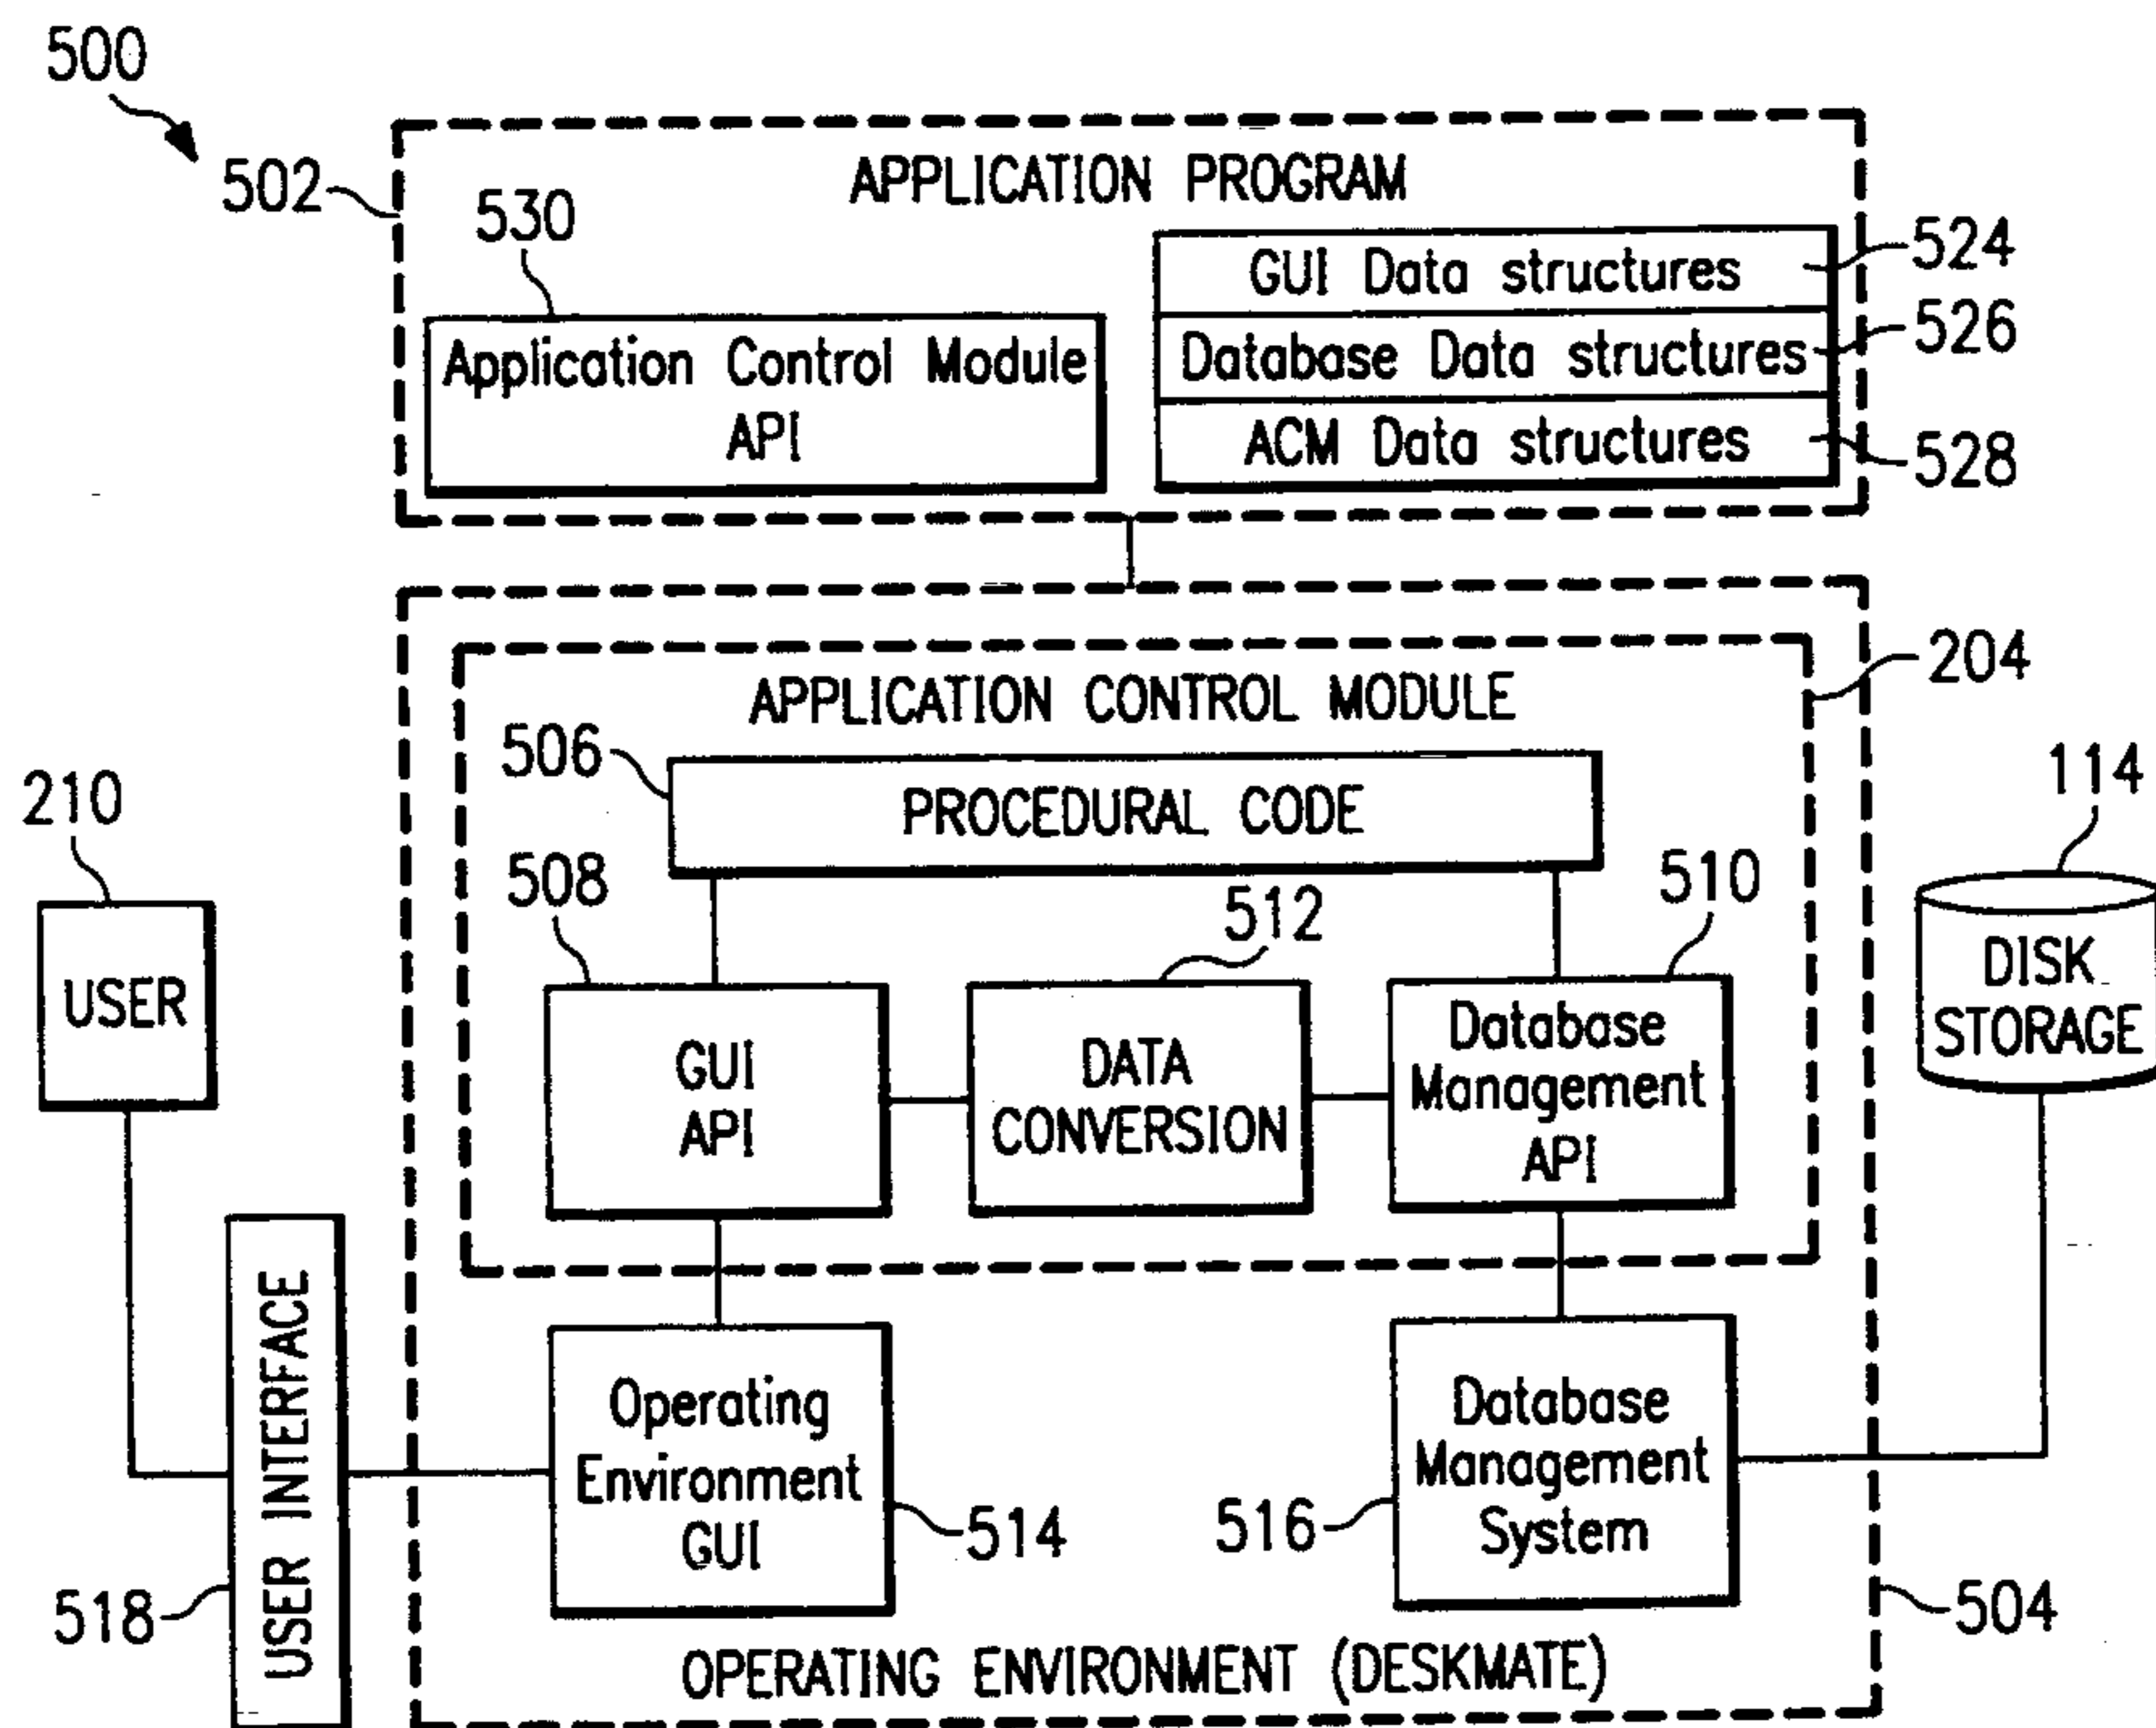 500
502
APPLICATION PROGRAM
530
GUI Data structures
524
Application Control Module
API
Database Data structures
526
ACM Data structures
528
204
APPLICATION CONTROL MODULE
506
PROCEDURAL CODE
210
114
508
512
510
USER
GUI
API
DATA
CONVERSION
Database
Management
API
DISK
STORAGE
USER INTERFACE
518
Operating
Environment
GUI
514
516
Database
Management
System
504
OPERATING ENVIRONMENT (DESKMATE)